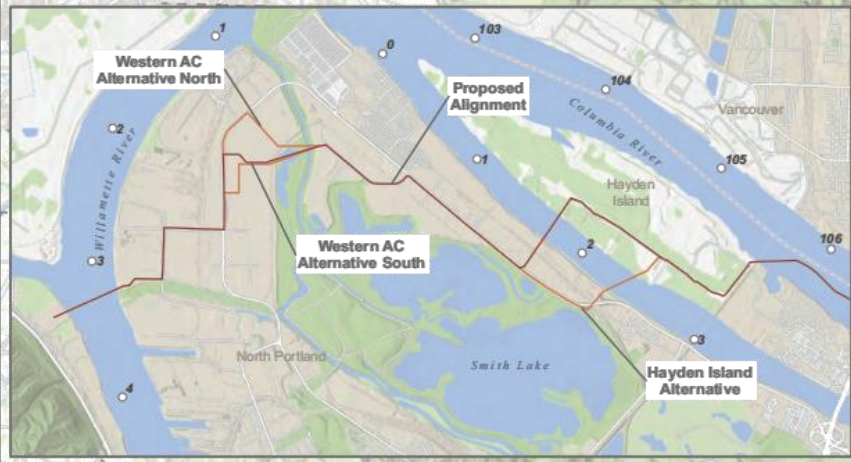 1
0
103
Western AC
Alternative North
Proposed
Alignment
104
Vancouver
Columbia River
2
Willamette River
1
105
Hayden
Island
Western AC
Alternative South
2
106
3
North Portland
3
Smith Lake
Hayden Island
Alternative
4